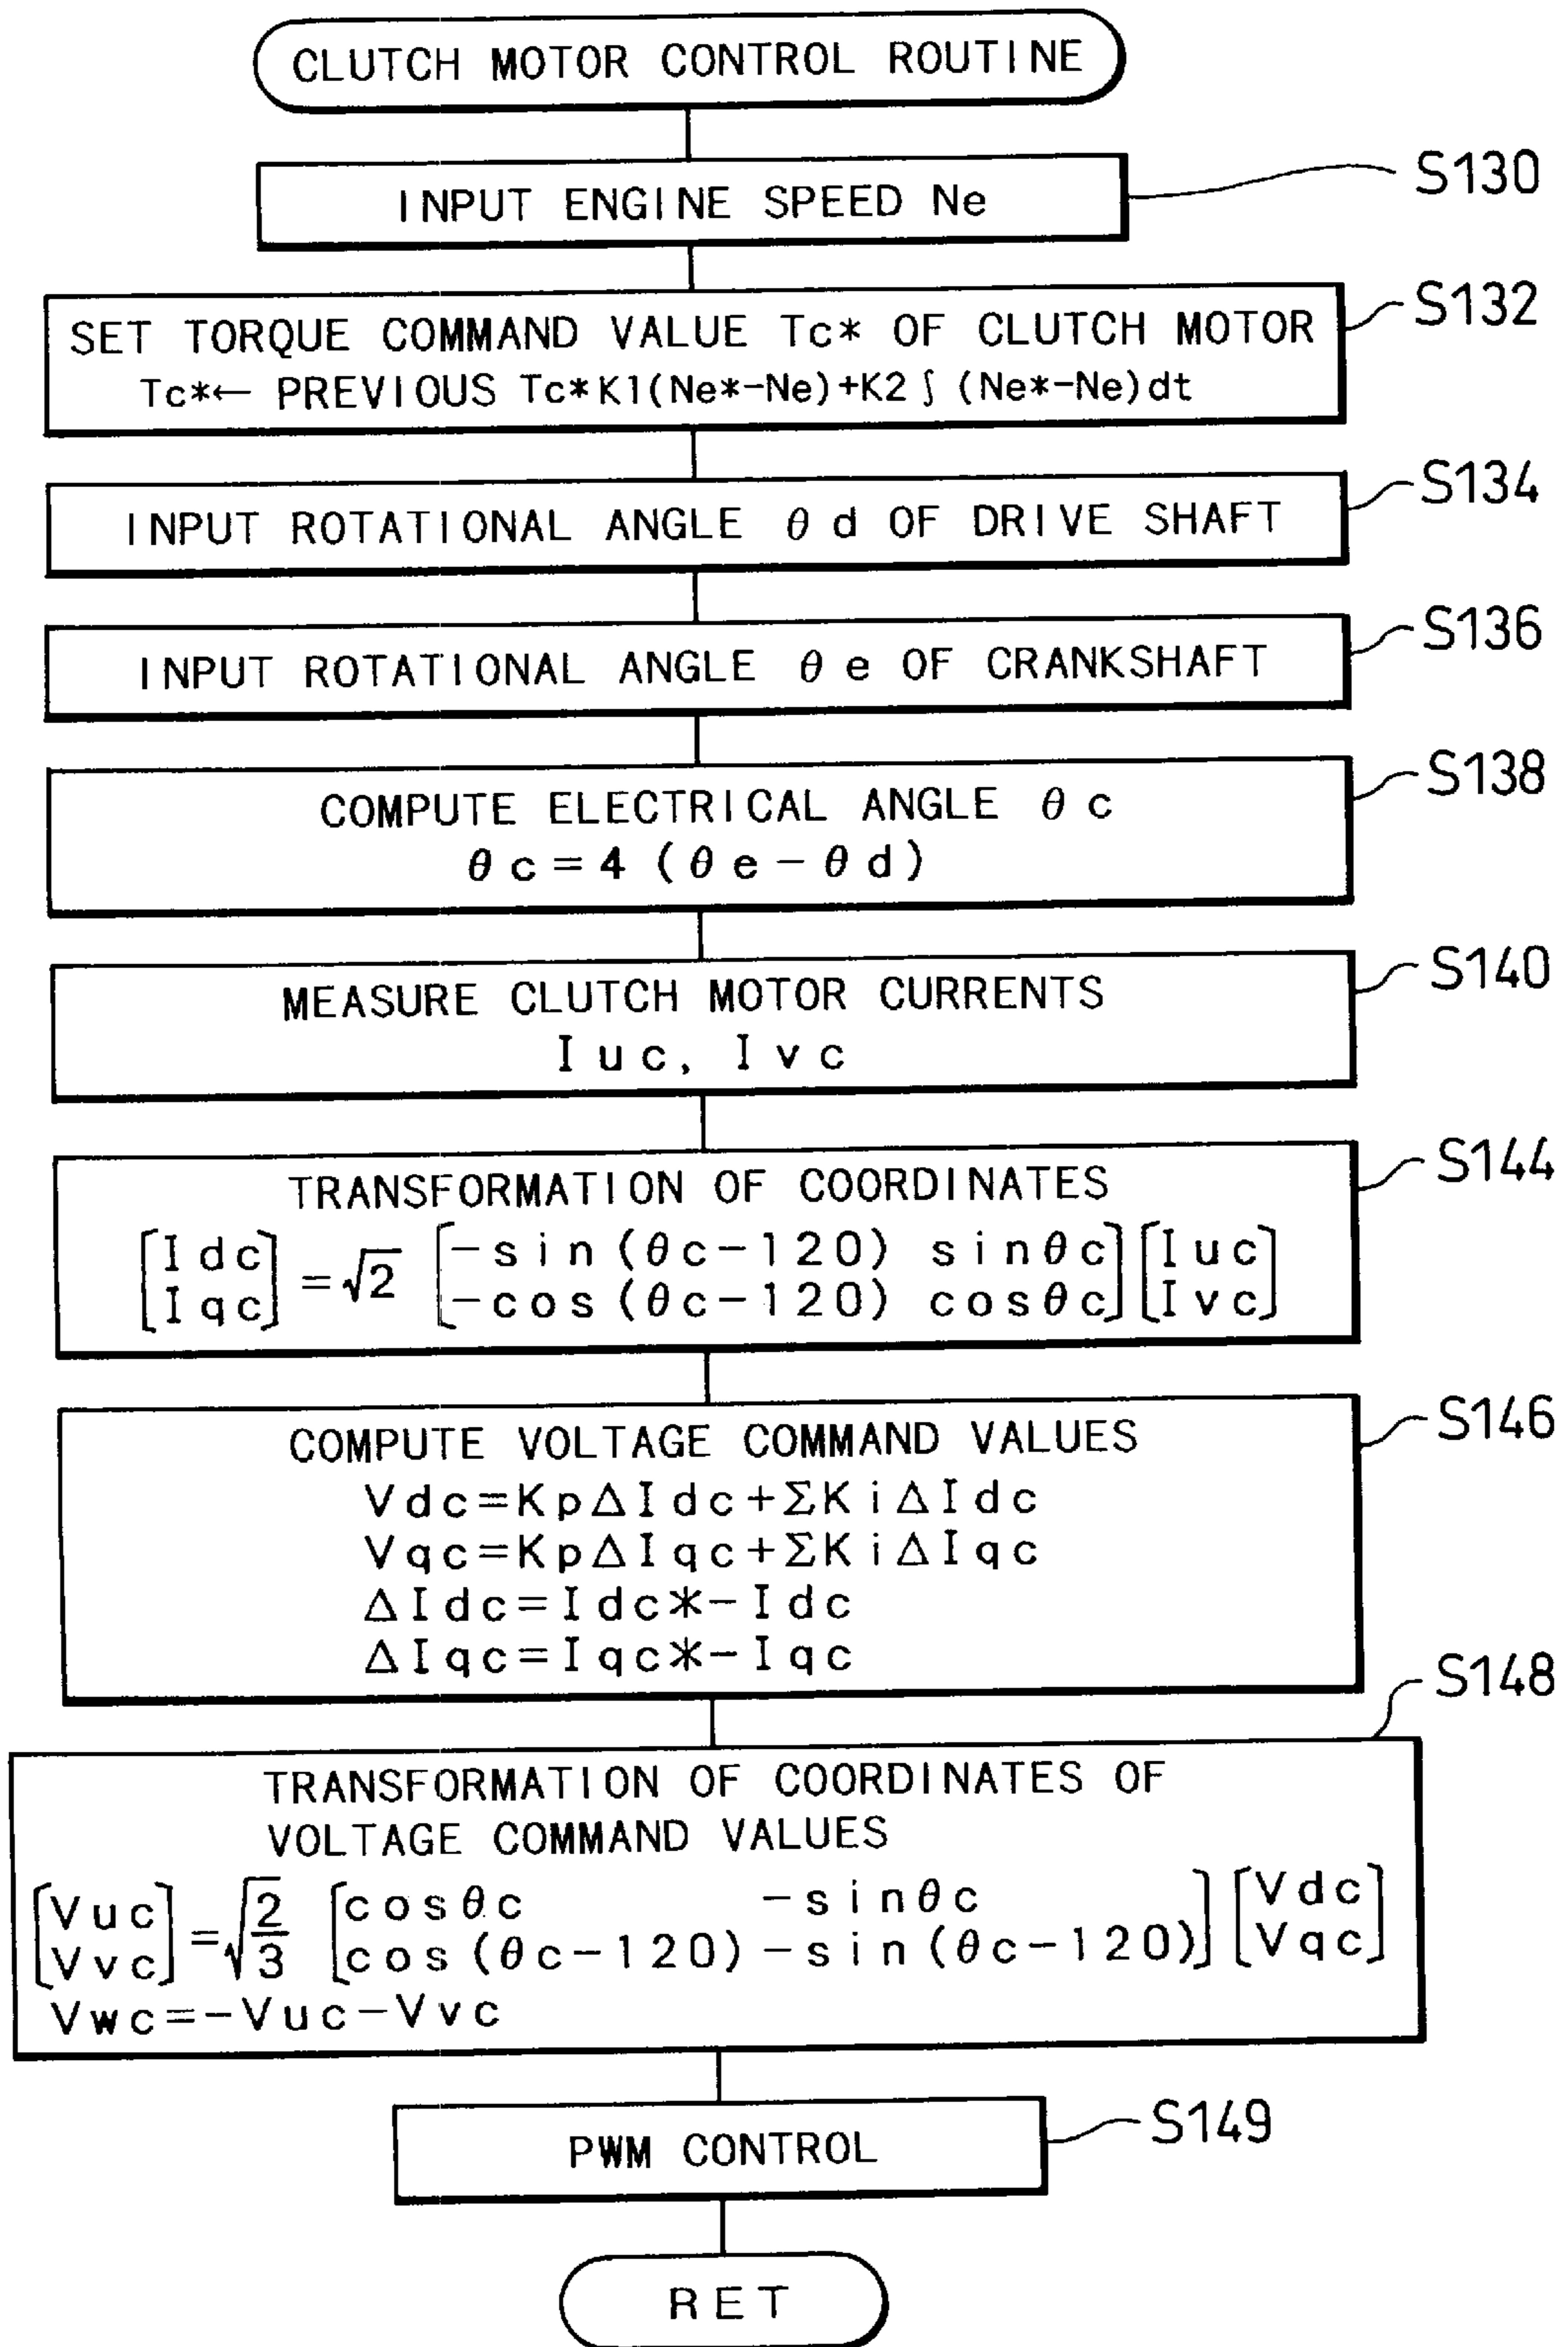 CLUTCH MOTOR CONTROL ROUTINE
INPUT ENGINE SPEED Ne
S130
SET TORQUE COMMAND VALUE Tc* OF CLUTCH MOTOR
Tc*← PREVIOUS Tc*K1(Ne*-Ne)+K2∫(Ne*-Ne)dt
S132
INPUT ROTATIONAL ANGLE θd OF DRIVE SHAFT
S134
INPUT ROTATIONAL ANGLE θe OF CRANKSHAFT
S136
COMPUTE ELECTRICAL ANGLE θc
θc=4(θe-θd)
S138
MEASURE CLUTCH MOTOR CURRENTS
Iuc, Ivc
S140
TRANSFORMATION OF COORDINATES
[Idc] =√2 [-sin(θc-120) sinθc] [Iuc]
[Iqc] [-cos(θc-120) cosθc] [Ivc]
S144
COMPUTE VOLTAGE COMMAND VALUES
Vdc=KpΔIdc+ΣKiΔIdc
Vqc=KpΔIqc+ΣKiΔIqc
ΔIdc=Idc*-Idc
ΔIqc=Iqc*-Iqc
S146
S148
TRANSFORMATION OF COORDINATES OF
VOLTAGE COMMAND VALUES
[Vuc] =√2/3 [cosθc -sinθc] [Vdc]
[Vvc] [cos(θc-120) -sin(θc-120)] [Vqc]
Vwc=-Vuc-Vvc
PWM CONTROL
S149
RET